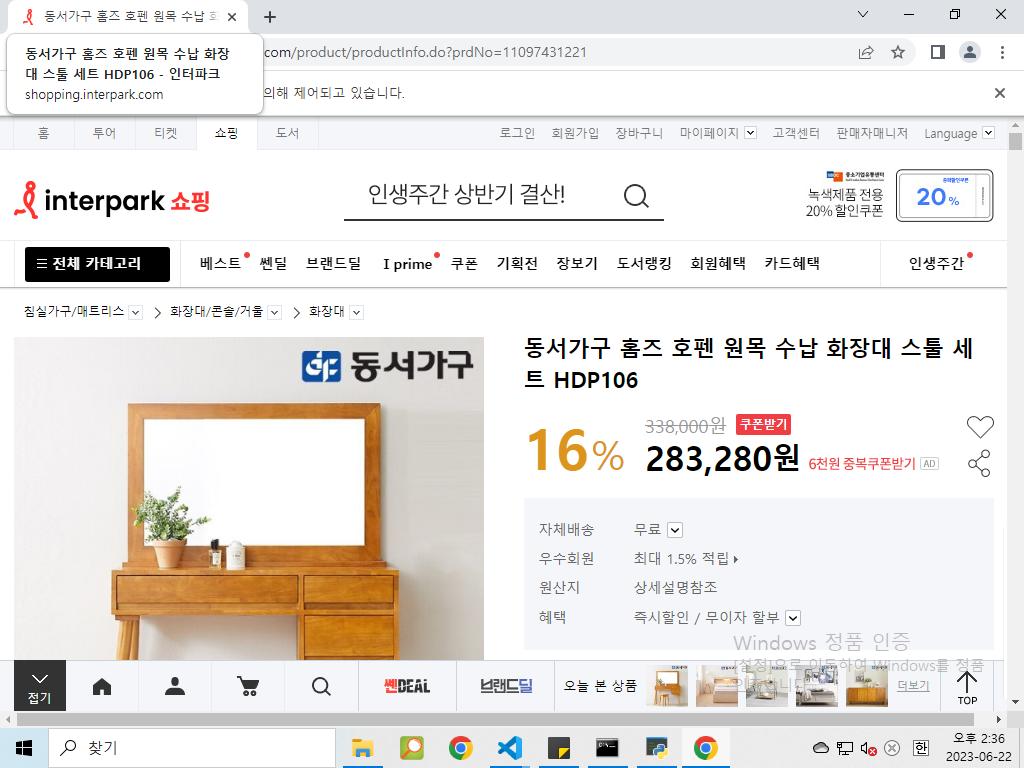 동서가구 홈즈 호펜 원목 수납 화
동서가구 홈즈 호펜 원목 수납 화장
대 스툴 세트 HDP106 - 인터파크
shopping.interpark.com
com/product/productInfo.do?prdNo=11097431221
의해 제어되고 있습니다.
홈 투어 티켓 쇼핑 도서
로그인 회원가입 장바구니 마이페이지 고객센터 판매자매니저 Language
interpark 쇼핑
인생주간 상반기 결산!
중소기업유통센터
녹색제품 전용
20% 할인쿠폰
중복할인쿠폰
20%
전체 카테고리 베스트 쎈딜 브랜드딜 I prime 쿠폰 기획전 장보기 도서랭킹 회원혜택 카드혜택 인생주간
침실가구/매트리스 화장대/콘솔/거울 화장대
동서가구
동서가구 홈즈 호펜 원목 수납 화장대 스툴 세
트 HDP106
16% 338,000원 쿠폰받기
283,280원 6천원 중복쿠폰받기 AD
자체배송 무료
우수회원 최대 1.5% 적립
원산지 상세설명참조
혜택 즉시할인 / 무이자 할부
Windows 정품 인증
[설정]으로 이동하여 Windows를 정품
인증합니다.
접기
쎈DEAL
브랜드딜
오늘 본 상품
더보기
TOP
찾기
한
오후 2:36
2023-06-22